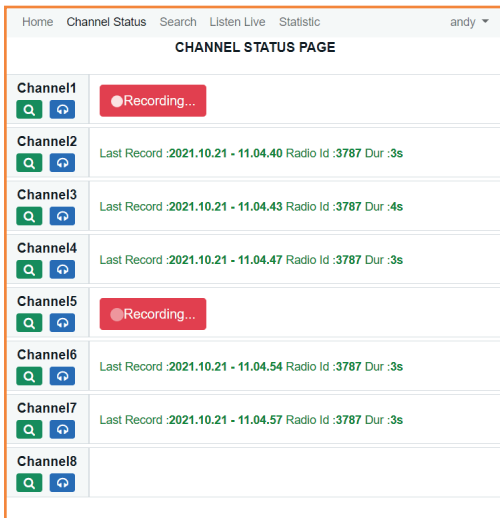 Home Channel Status Search Listen Live Statistic andy
CHANNEL STATUS PAGE
Channel1
Recording...
Channel2
Last Record :2021.10.21 - 11.04.40 Radio Id :3787 Dur :3s
Channel3
Last Record :2021.10.21 - 11.04.43 Radio Id :3787 Dur :4s
Channel4
Last Record :2021.10.21 - 11.04.47 Radio Id :3787 Dur :3s
Channel5
Recording...
Channel6
Last Record :2021.10.21 - 11.04.54 Radio Id :3787 Dur :3s
Channel7
Last Record :2021.10.21 - 11.04.57 Radio Id :3787 Dur :3s
Channel8